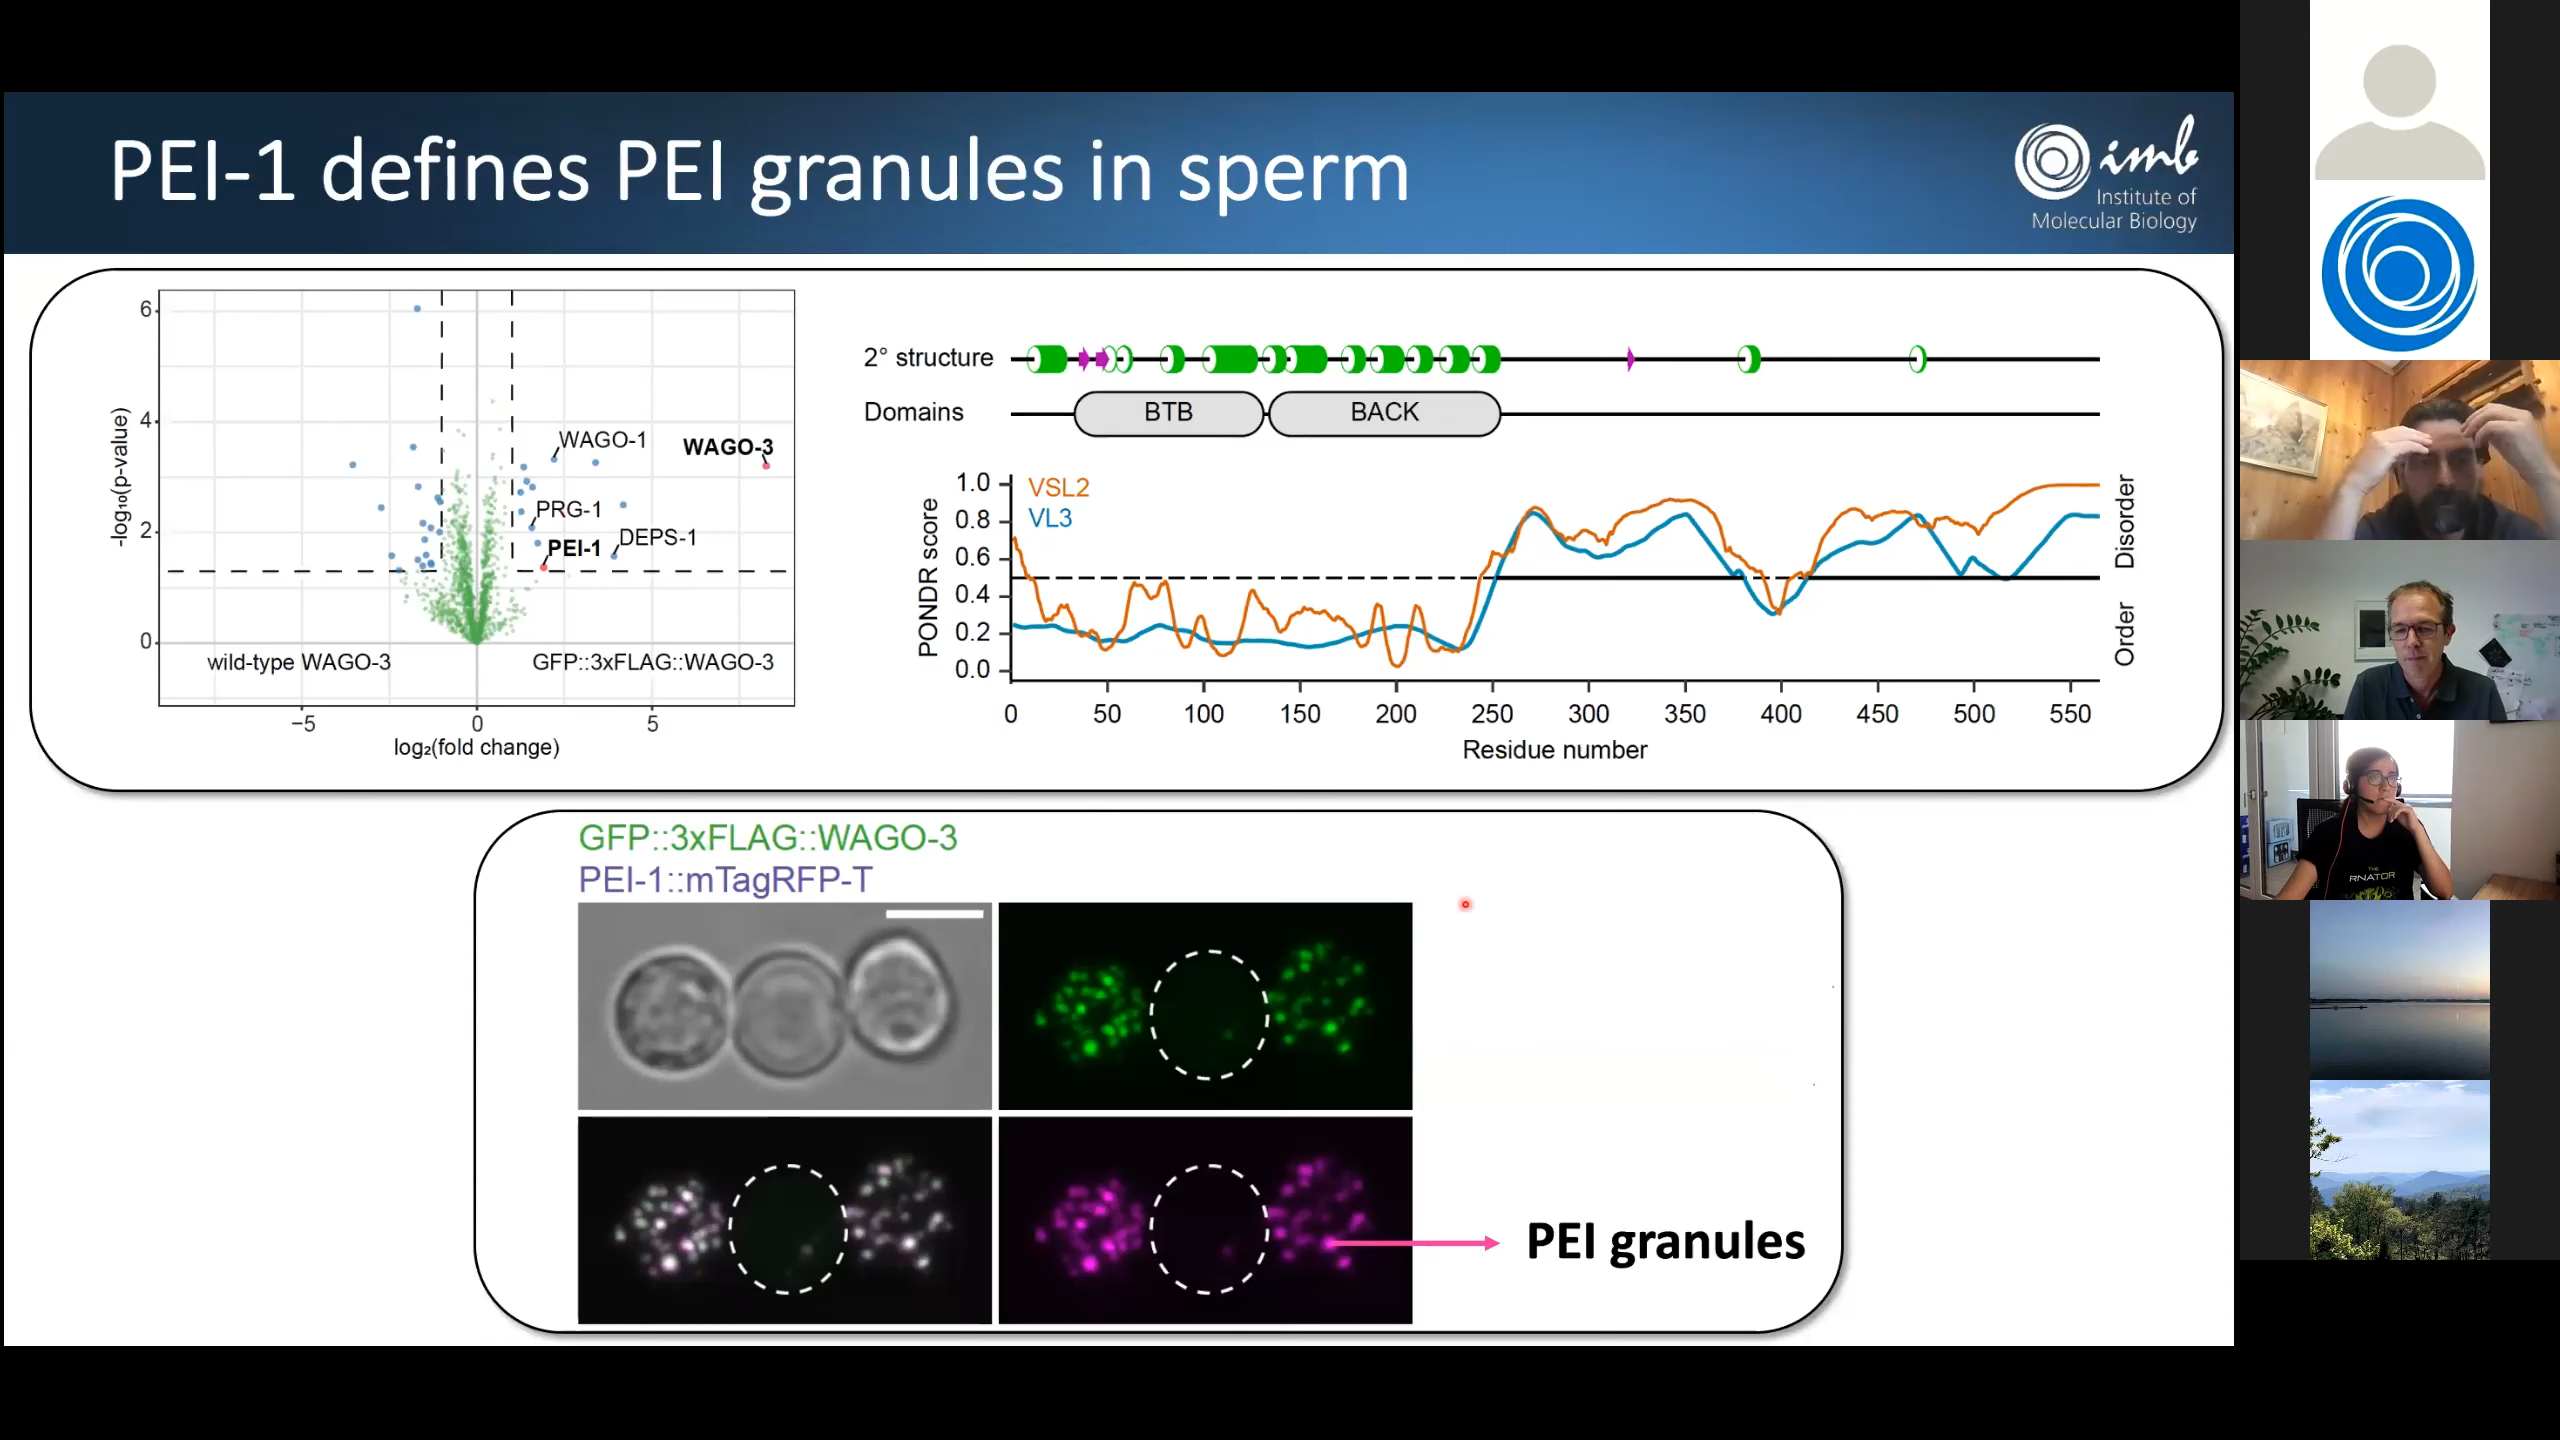 PEI-1 defines PEI granules in sperm
imb
Institute of
Molecular Biology
6
4
2
0
-log₁₀(p-value)
WAGO-1
WAGO-3
PRG-1
PEI-1
DEPS-1
wild-type WAGO-3
GFP::3xFLAG::WAGO-3
−5
0
5
log₂(fold change)
2° structure
Domains
BTB
BACK
PONDR score
1.0
0.8
0.6
0.4
0.2
0.0
VSL2
VL3
Disorder
Order
0
50
100
150
200
250
300
350
400
450
500
550
Residue number
GFP::3xFLAG::WAGO-3
PEI-1::mTagRFP-T
PEI granules
THE
RNATOR